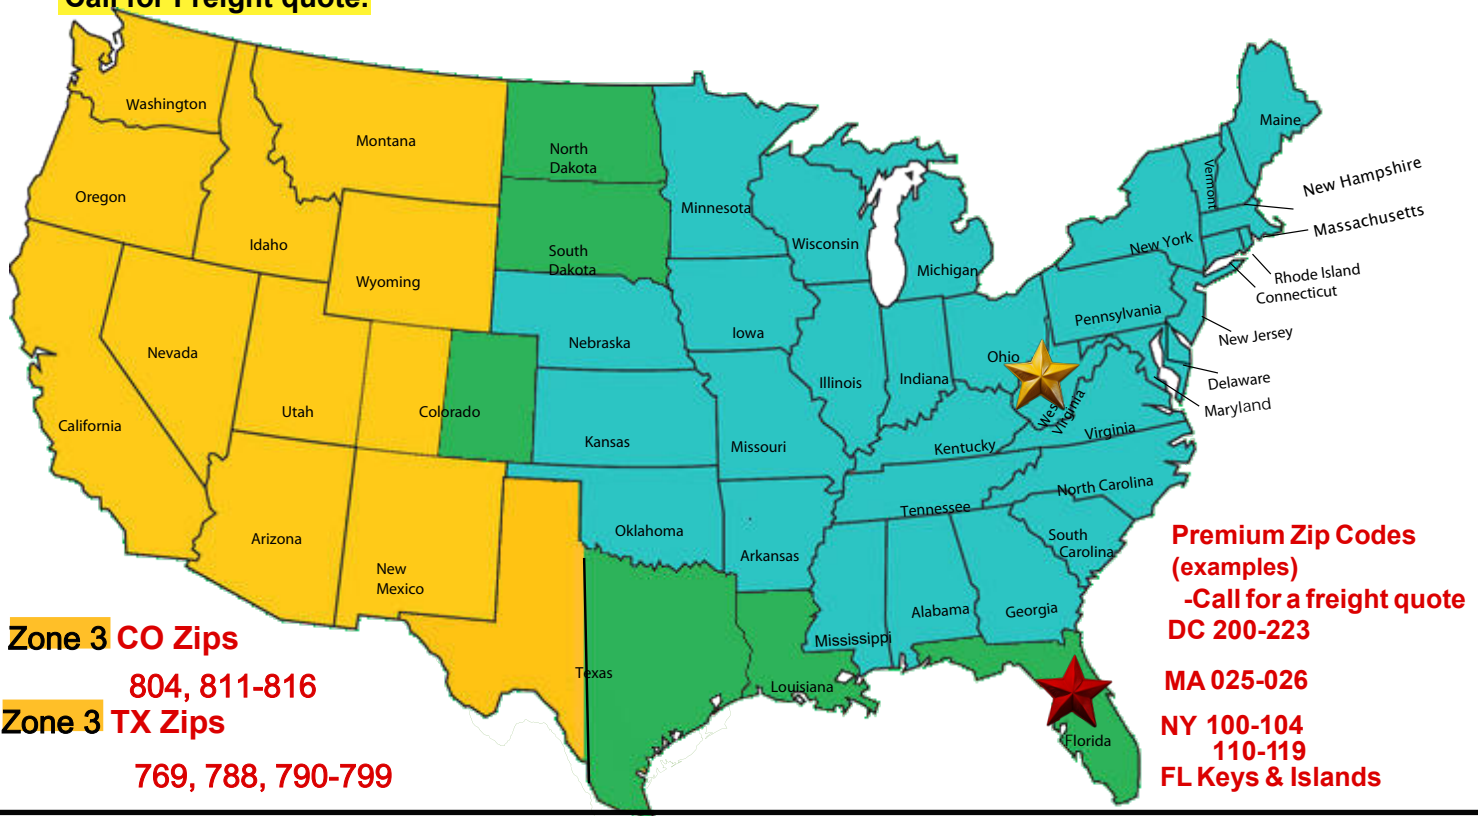 Call for Freight quote.
Washington
Montana
North
Dakota
Minnesota
Maine
Vermont
New Hampshire
Massachusetts
Oregon
Idaho
Wyoming
South
Dakota
Wisconsin
Michigan
New York
Rhode Island
Connecticut
Nevada
Nebraska
Iowa
Pennsylvania
New Jersey
Ohio
Illinois
Indiana
Delaware
Maryland
California
Utah
Colorado
Kansas
Missouri
Kentucky
West
Virginia
Virginia
Arizona
New
Mexico
Oklahoma
Arkansas
Tennessee
North Carolina
South
Carolina
Texas
Louisiana
Mississippi
Alabama
Georgia
Florida
Zone 3 CO Zips
804, 811-816
Zone 3 TX Zips
769, 788, 790-799
Premium Zip Codes
(examples)
-Call for a freight quote
DC 200-223
MA 025-026
NY 100-104
110-119
FL Keys & Islands